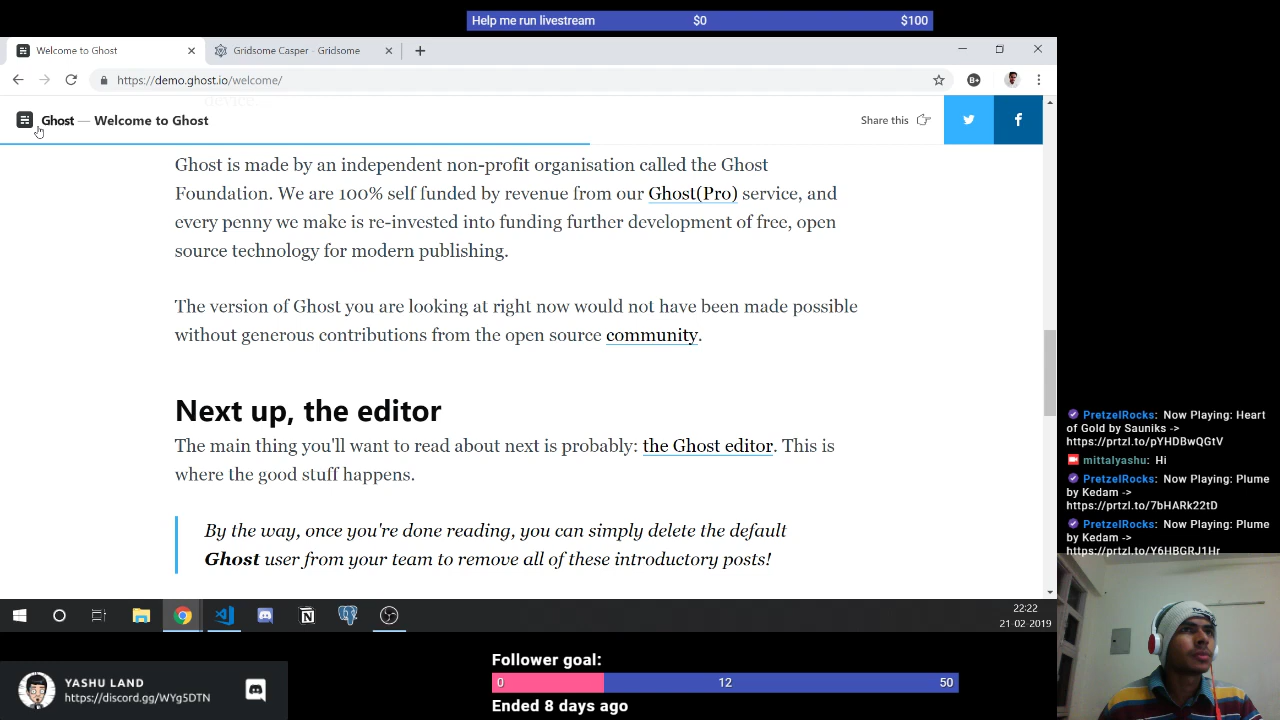 Help me run livestream $0 $100
Welcome to Ghost
Gridsome Casper - Gridsome
https://demo.ghost.io/welcome/
device.
Ghost — Welcome to Ghost
Share this
Ghost is made by an independent non-profit organisation called the Ghost
Foundation. We are 100% self funded by revenue from our Ghost(Pro) service, and
every penny we make is re-invested into funding further development of free, open
source technology for modern publishing.
The version of Ghost you are looking at right now would not have been made possible
without generous contributions from the open source community.
Next up, the editor
The main thing you'll want to read about next is probably: the Ghost editor. This is
where the good stuff happens.
By the way, once you're done reading, you can simply delete the default
Ghost user from your team to remove all of these introductory posts!
PretzelRocks: Now Playing: Heart
of Gold by Sauniks ->
https://prtzl.to/pYHDBwQGtV
mittalyashu: Hi
PretzelRocks: Now Playing: Plume
by Kedam ->
https://prtzl.to/7bHARk22tD
PretzelRocks: Now Playing: Plume
by Kedam ->
https://prtzl.to/Y6HBGRJ1Hr
22:22
21-02-2019
YASHU LAND
https://discord.gg/WYg5DTN
Follower goal:
0 12 50
Ended 8 days ago